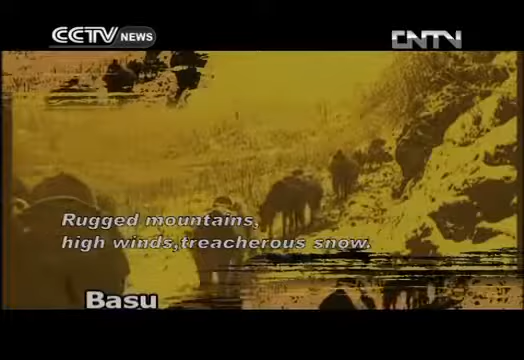 CCTV NEWS
CNTV
Rugged mountains,
high winds,treacherous snow.
Basu